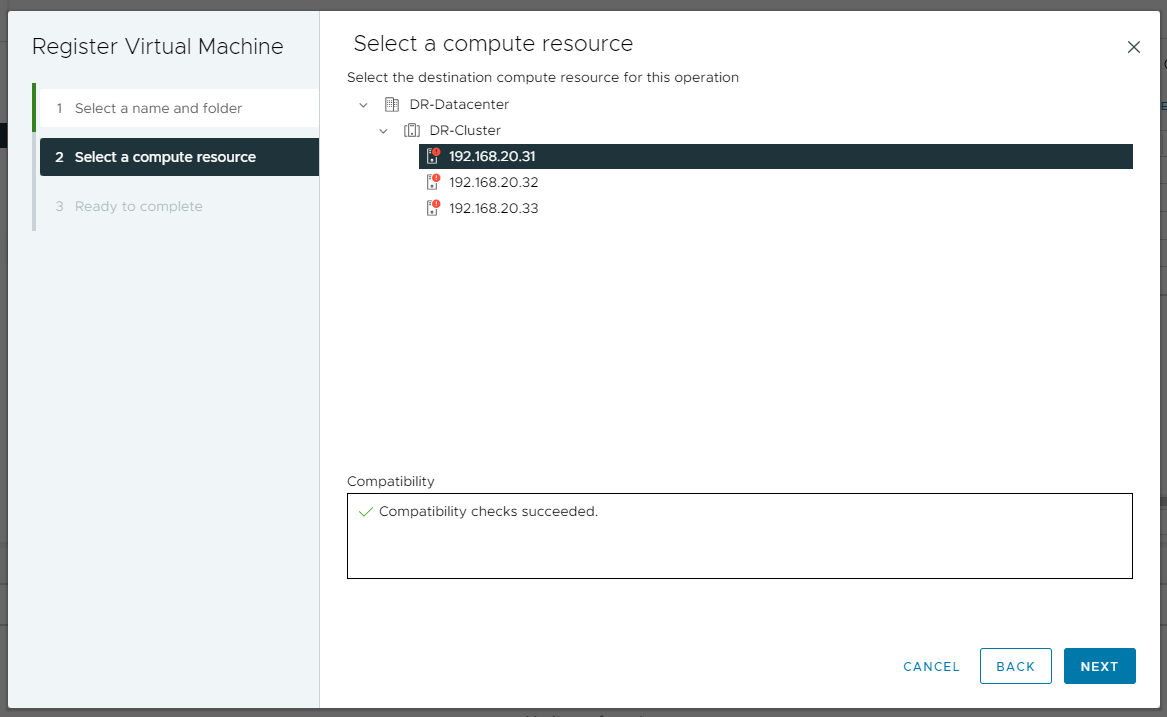 Register Virtual Machine
1 Select a name and folder
2 Select a compute resource
3 Ready to complete
Select a compute resource
Select the destination compute resource for this operation
DR-Datacenter
DR-Cluster
192.168.20.31
192.168.20.32
192.168.20.33
Compatibility
Compatibility checks succeeded.
CANCEL
BACK
NEXT